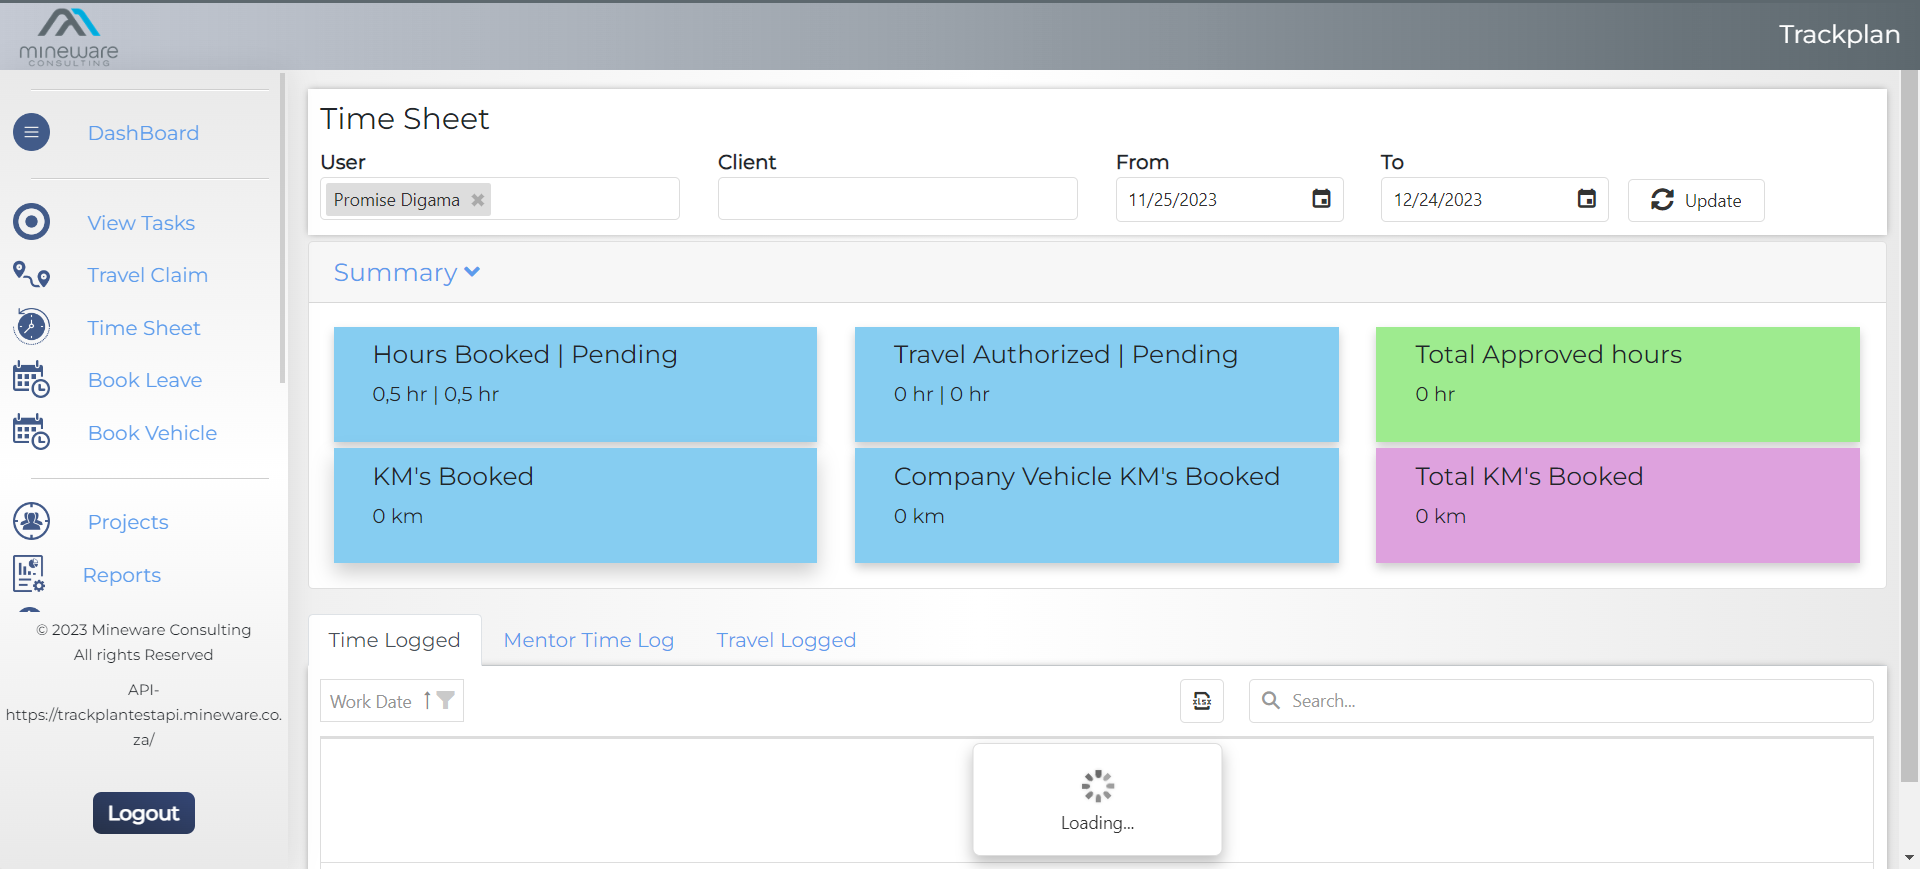 mineware
CONSULTING
Trackplan
DashBoard
View Tasks
Travel Claim
Time Sheet
Book Leave
Book Vehicle
Projects
Reports
© 2023 Mineware Consulting
All rights Reserved
API-
https://trackplantestapi.mineware.co.
za/
Logout
Time Sheet
User
Client
From
To
Promise Digama
11/25/2023
12/24/2023
Update
Summary
Hours Booked | Pending
0,5 hr | 0,5 hr
Travel Authorized | Pending
0 hr | 0 hr
Total Approved hours
0 hr
KM's Booked
0 km
Company Vehicle KM's Booked
0 km
Total KM's Booked
0 km
Time Logged
Mentor Time Log
Travel Logged
Work Date
xlsx
Search...
Loading...